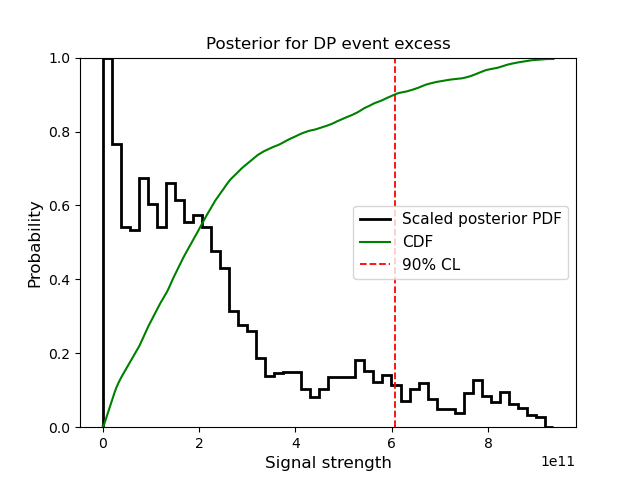 Posterior for DP event excess
1.0
0.8
0.6
0.4
0.2
0.0
Probability
Scaled posterior PDF
CDF
90% CL
0
2
4
6
8
1e11
Signal strength